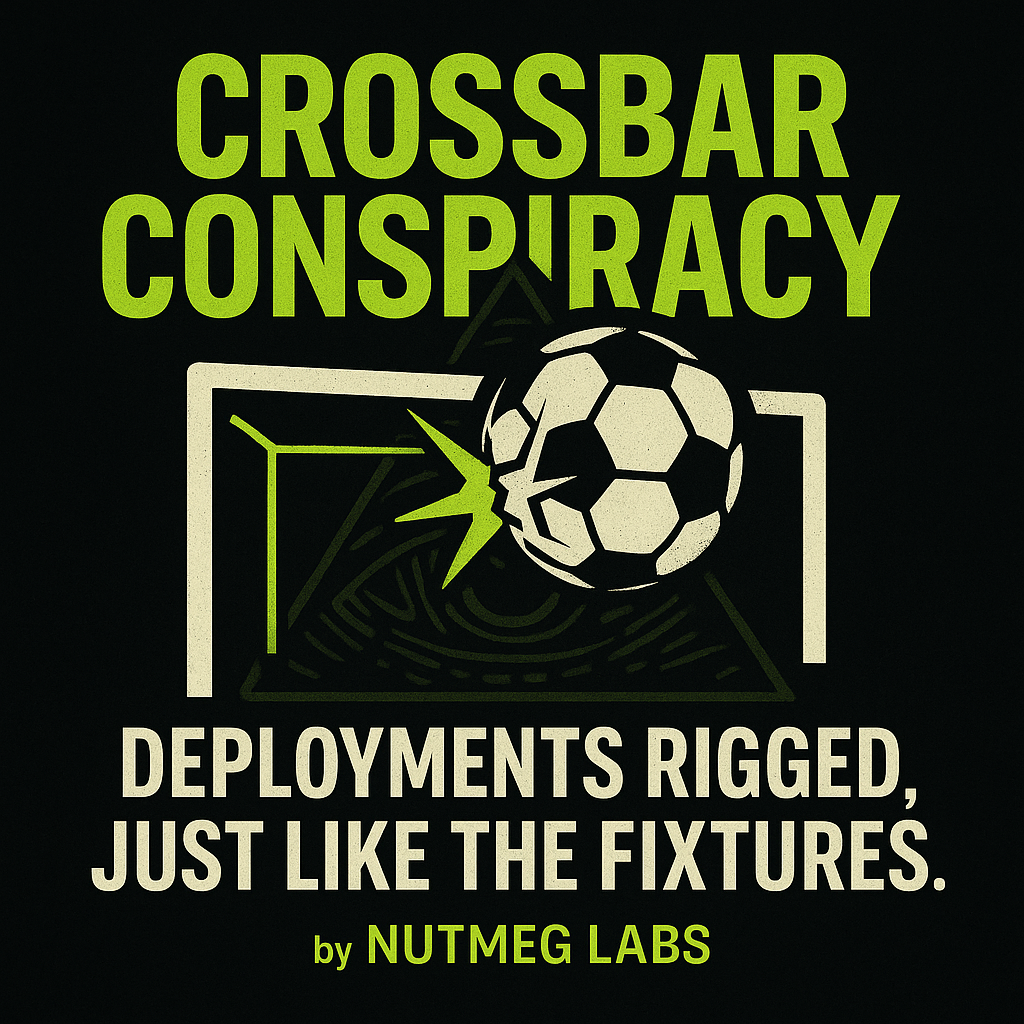 CROSSBAR
CONSPIRACY
DEPLOYMENTS RIGGED,
JUST LIKE THE FIXTURES.
by NUTMEG LABS